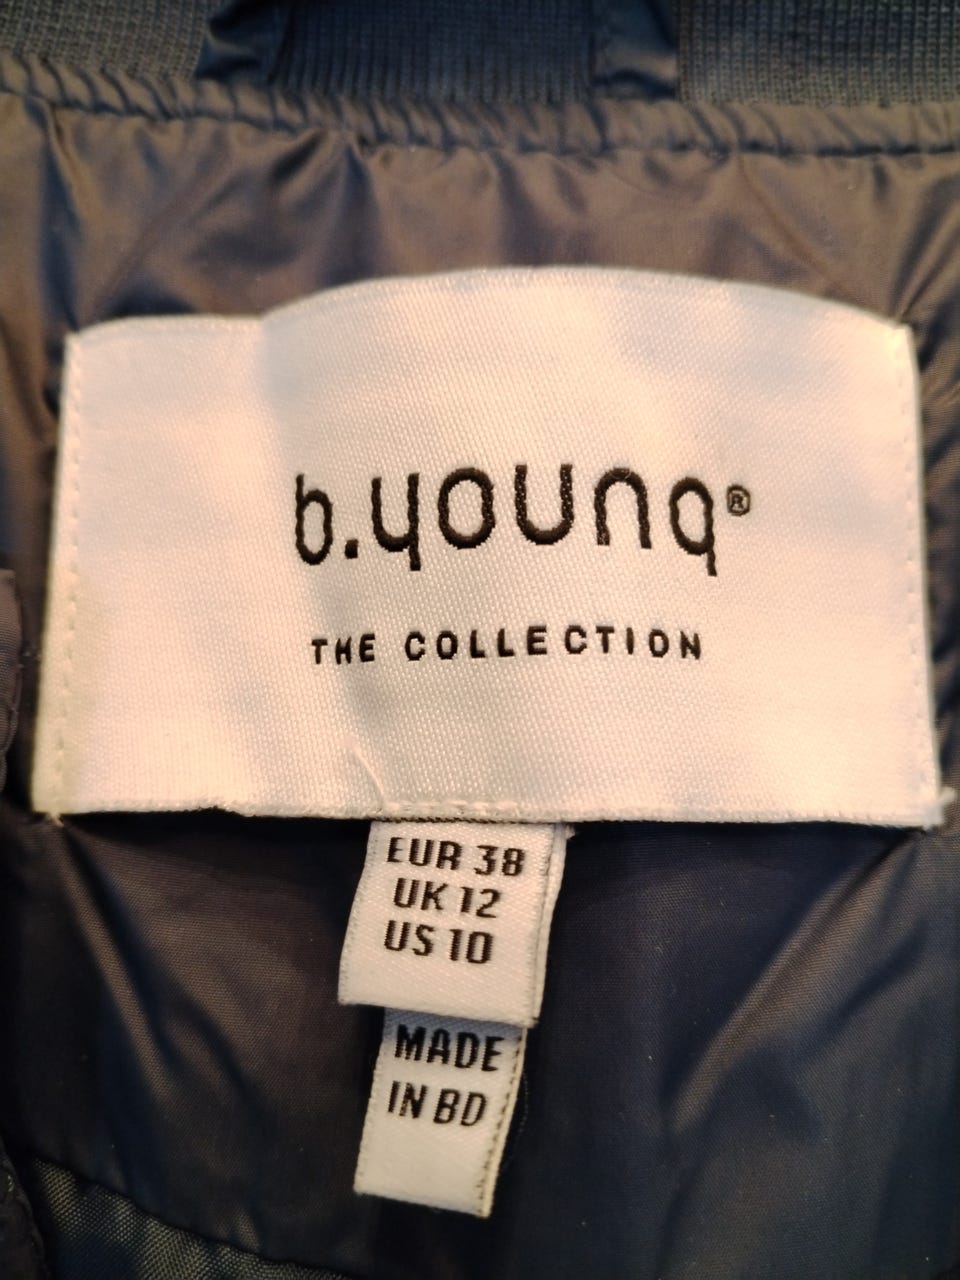 b.young®
THE COLLECTION
EUR 38
UK 12
US 10
MADE
IN BD